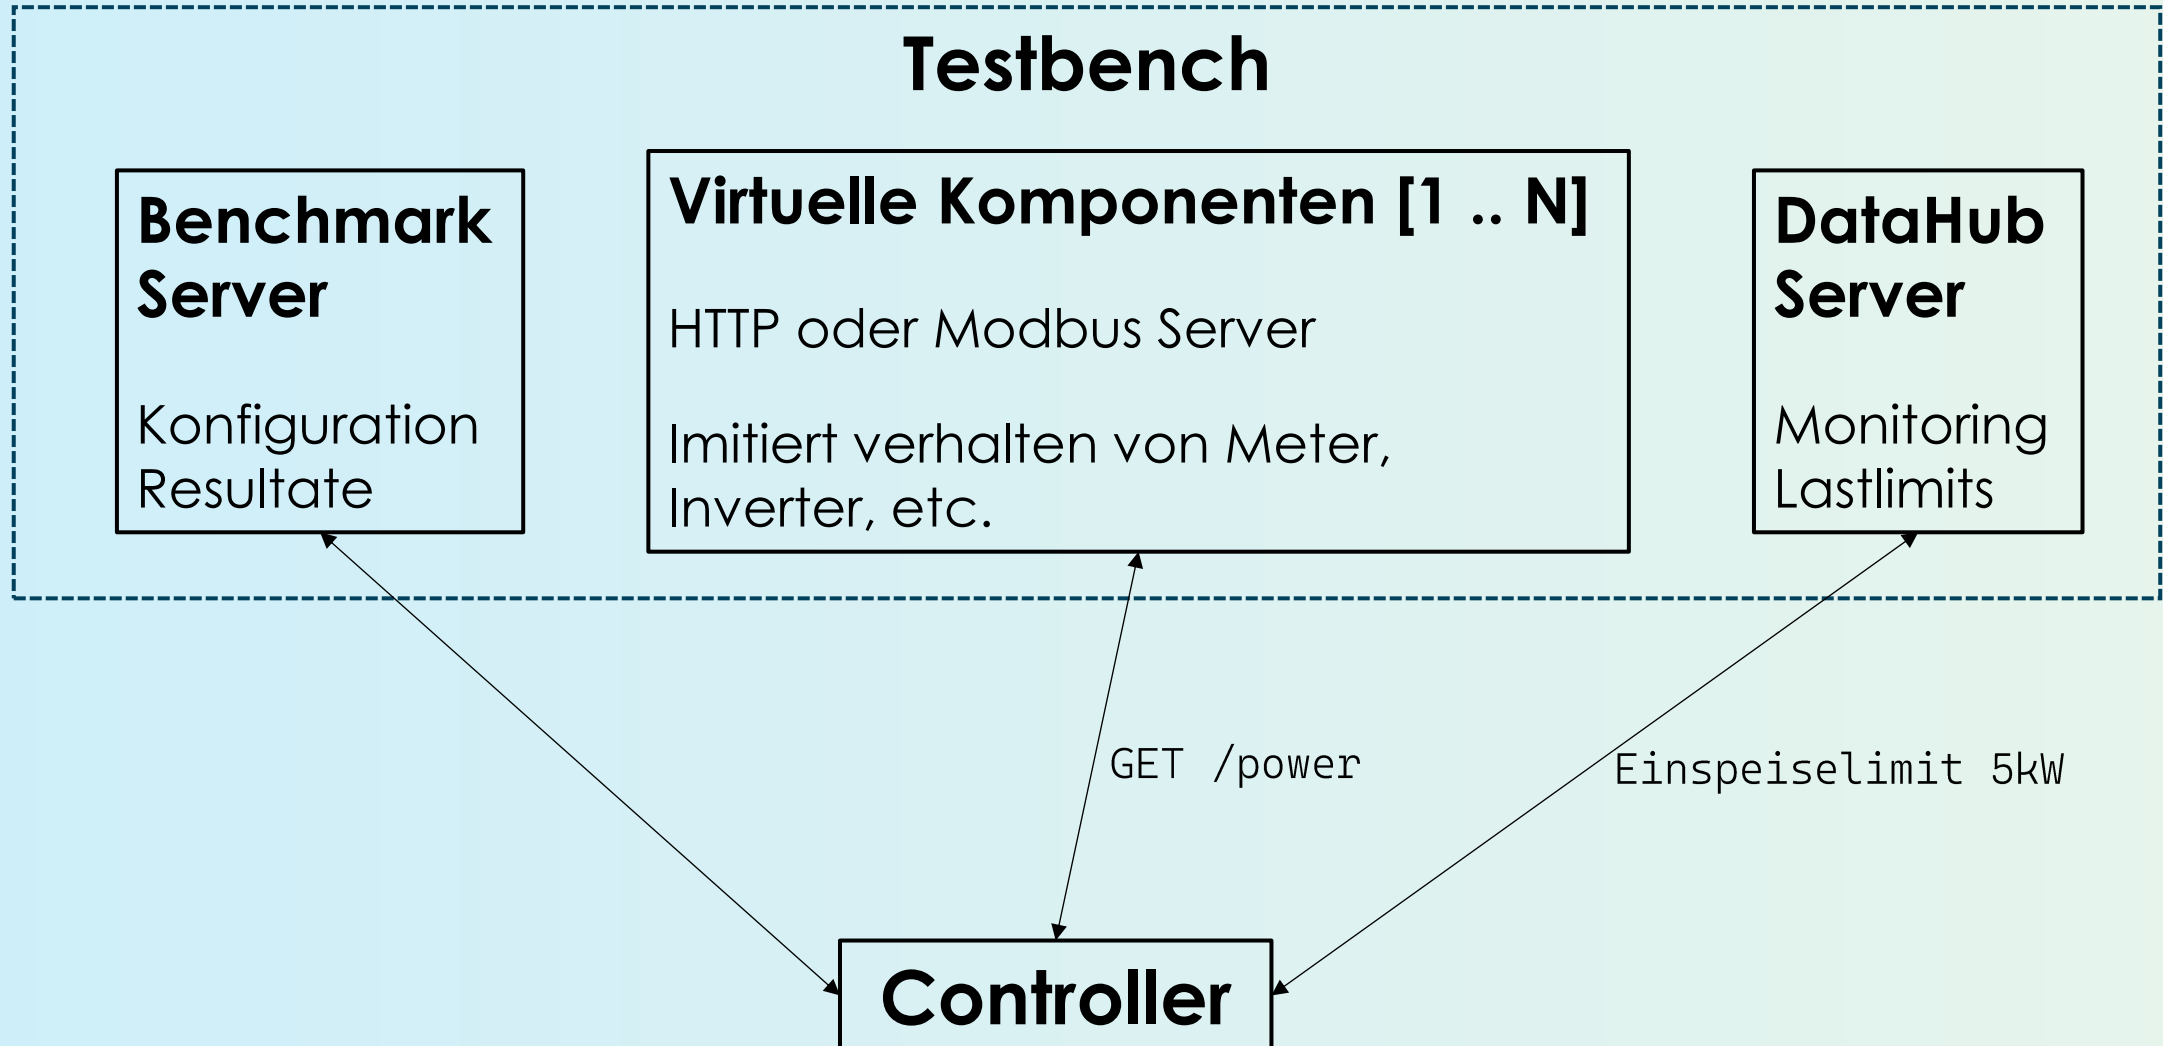 Testbench
Benchmark
Server
Konfiguration
Resultate
Virtuelle Komponenten [1 .. N]
HTTP oder Modbus Server
Imitiert verhalten von Meter,
Inverter, etc.
DataHub
Server
Monitoring
Lastlimits
GET /power
Einspeiselimit 5kW
Controller